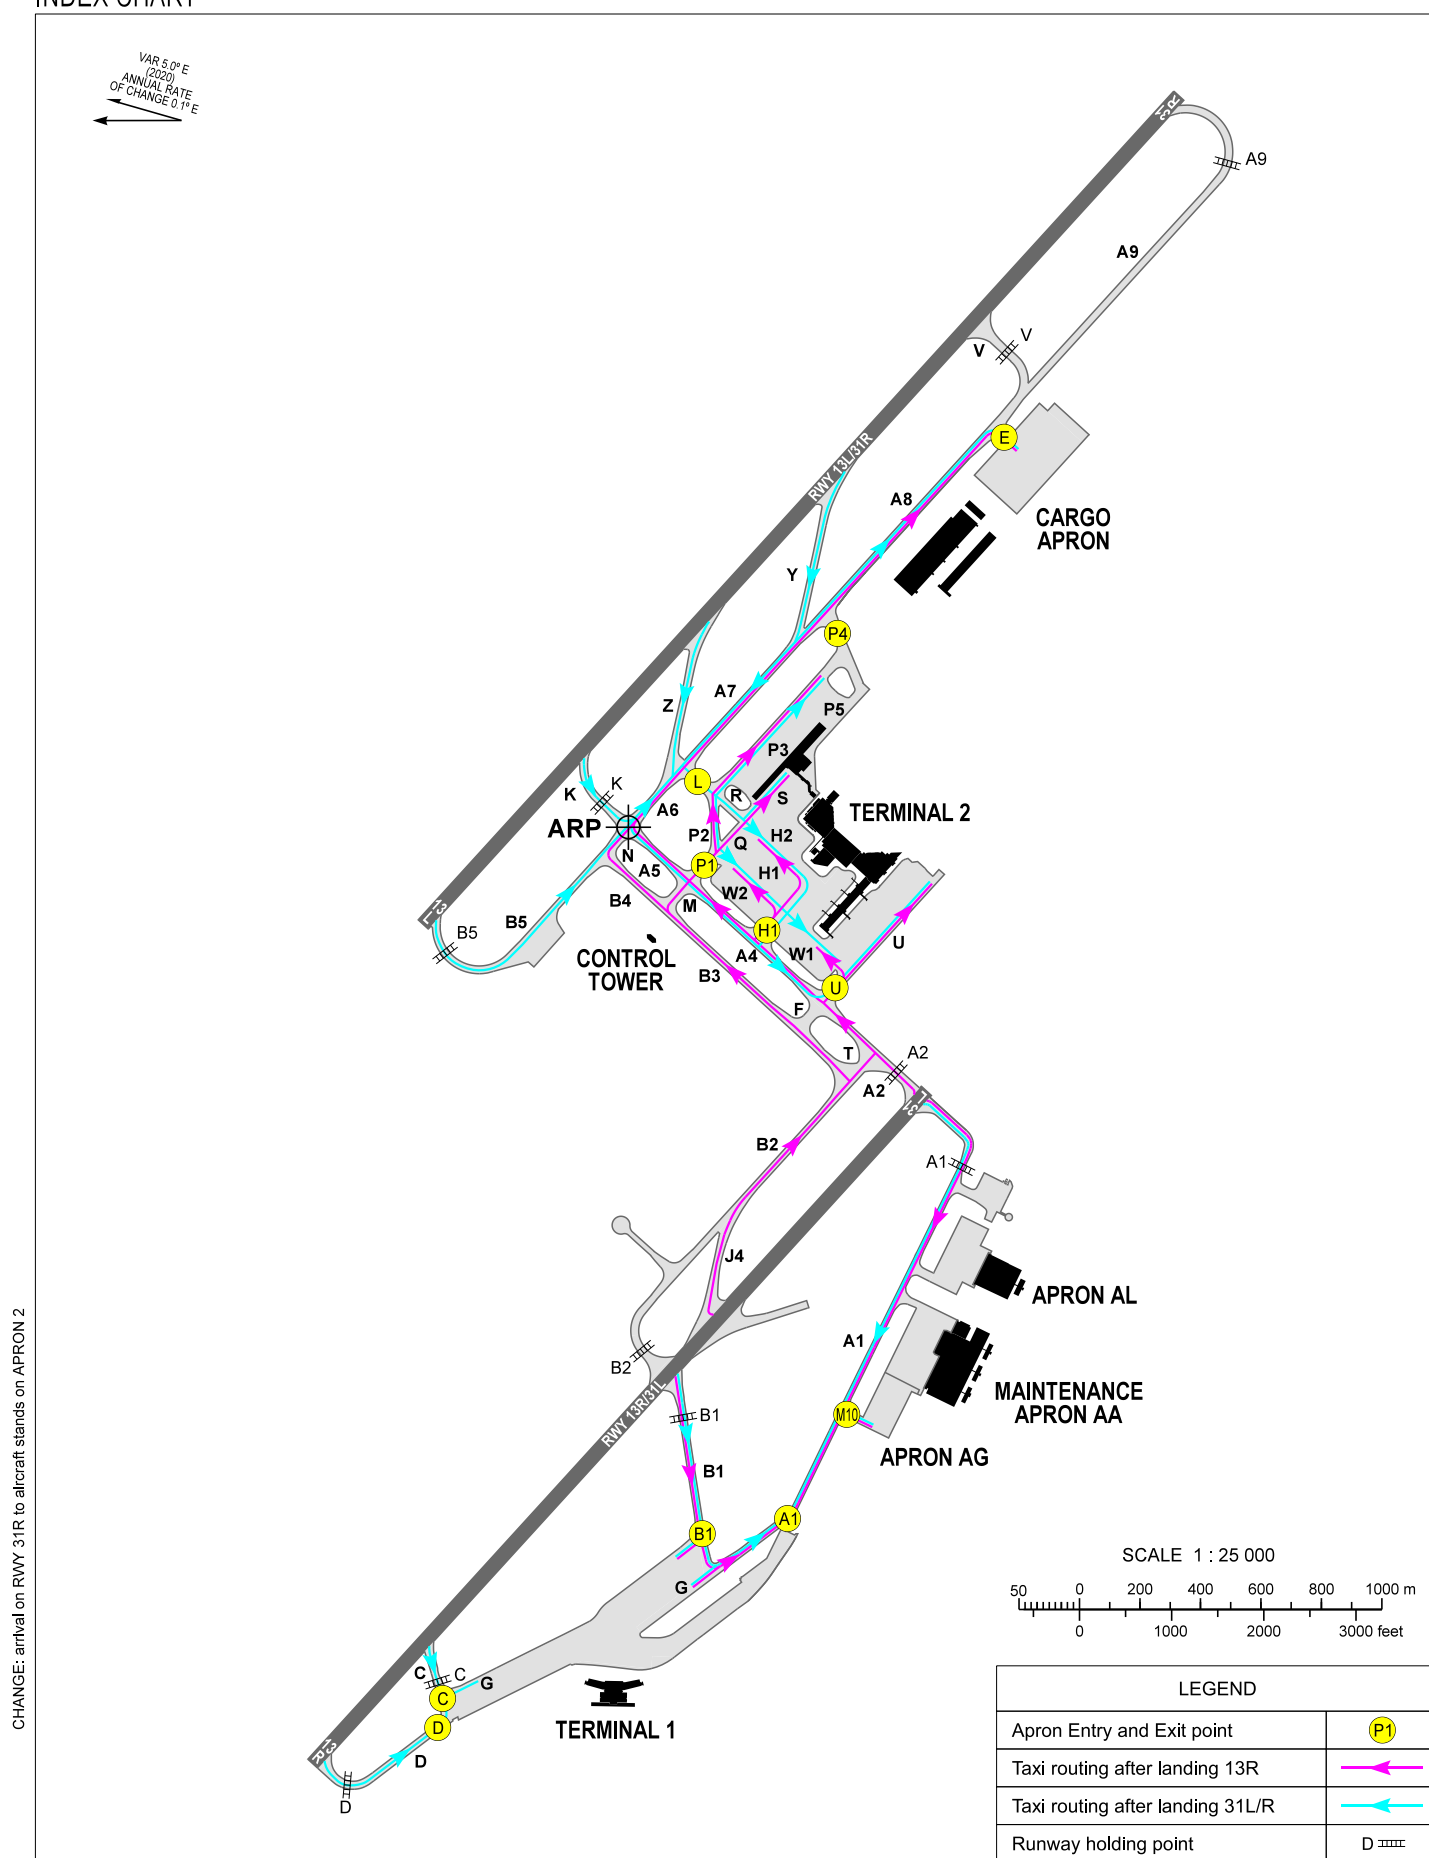 INDEX CHART
VAR 5.0° E
(2020)
ANNUAL RATE
OF CHANGE 0.1° E
31R
A9
A9
V
V
E
RWY 13L/31R
A8
CARGO
APRON
Y
P4
A7
Z
P5
P3
L
R
S
K
K
A6
TERMINAL 2
ARP
P2
Q
H2
N
P1
A5
H1
B4
W2
M
13L
B5
B5
H1
CONTROL
TOWER
A4
W1
U
B3
U
F
T
A2
A2
31L
B2
A1
J4
APRON AL
A1
B2
MAINTENANCE
APRON AA
B1
M10
RWY 13R/31L
APRON AG
B1
A1
B1
G
C
C
G
C
D
TERMINAL 1
13R
D
D
CHANGE: arrival on RWY 31R to aircraft stands on APRON 2
SCALE 1 : 25 000
50 0 200 400 600 800 1000 m
0 1000 2000 3000 feet
LEGEND
Apron Entry and Exit point P1
Taxi routing after landing 13R
Taxi routing after landing 31L/R
Runway holding point D